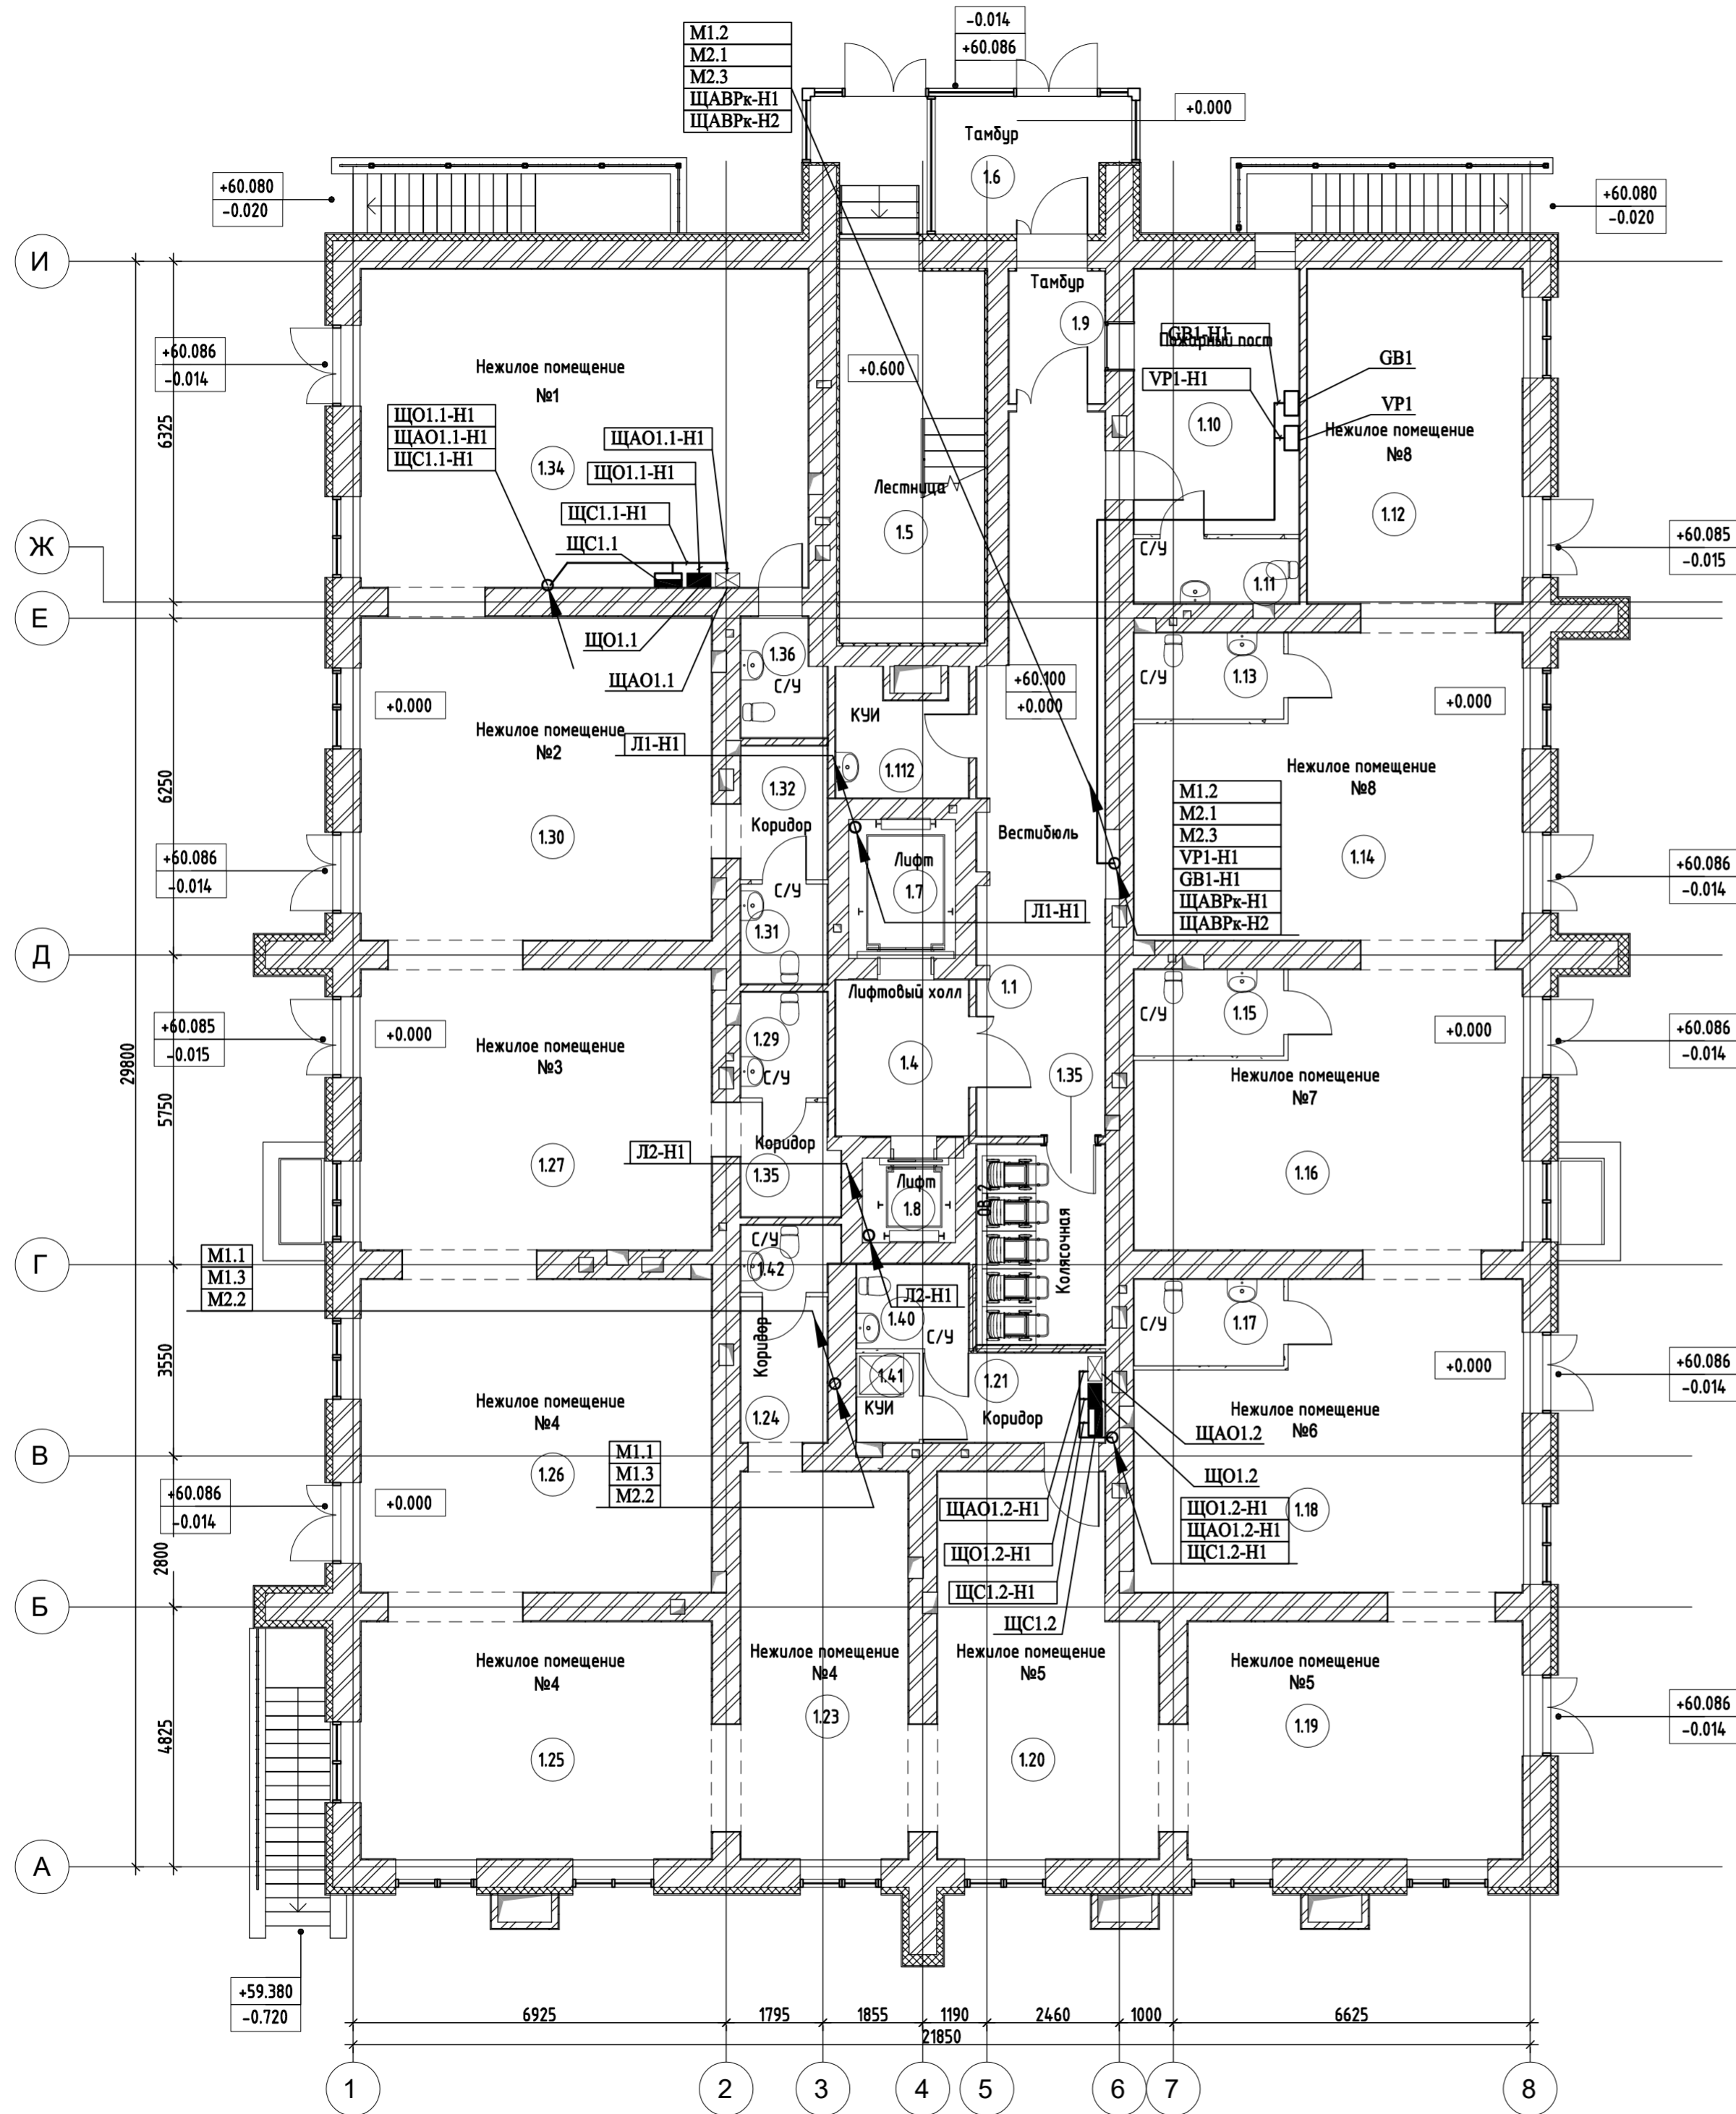 М1.2
М2.1
М2.3
ЩАВРк-Н1
ЩАВРк-Н2
-0.014
+60.086
+0.000
Тамбур
1.6
+60.080
-0.020
+60.080
-0.020
И
Тамбур
1.9
GB1-Н1
Пожарный пост
GB1
+60.086
-0.014
Нежилое помещение
№1
+0.600
VP1-Н1
VP1
6325
ЩО1.1-Н1
ЩАО1.1-Н1
ЩС1.1-Н1
ЩАО1.1-Н1
1.10
Нежилое помещение
№8
1.34
ЩО1.1-Н1
Лестница
ЩС1.1-Н1
1.5
1.12
Ж
ЩС1.1
С/У
+60.085
-0.015
1.11
Е
ЩО1.1
1.36
С/У
ЩАО1.1
С/У
1.13
+60.100
+0.000
+0.000
+0.000
КУИ
Нежилое помещение
№2
Л1-Н1
1.112
6250
1.32
Нежилое помещение
№8
М1.2
М2.1
М2.3
VP1-Н1
GB1-Н1
ЩАВРк-Н1
ЩАВРк-Н2
Коридор
Вестибюль
1.30
+60.086
-0.014
Лифт
1.7
1.14
+60.086
-0.014
С/У
Л1-Н1
1.31
Д
Лифтовый холл
1.1
С/У
1.15
+60.085
-0.015
+0.000
1.29
+0.000
+60.086
-0.014
29800
Нежилое помещение
№3
С/У
1.4
1.35
Нежилое помещение
№7
5750
Коридор
Л2-Н1
1.27
1.35
Лифт
1.8
ОВ2
1.16
Колясочная
М1.1
М1.3
М2.2
Г
С/У
1.42
Л2-Н1
1.40
С/У
С/У
1.17
Коридор
3550
1.41
КУИ
1.21
+0.000
+60.086
-0.014
Нежилое помещение
№4
1.24
Коридор
Нежилое помещение
№6
ЩАО1.2
В
М1.1
М1.3
М2.2
1.26
ЩО1.2
+60.086
-0.014
+0.000
ЩАО1.2-Н1
ЩО1.2-Н1
ЩАО1.2-Н1
ЩС1.2-Н1
1.18
2800
ЩО1.2-Н1
ЩС1.2-Н1
Б
ЩС1.2
Нежилое помещение
№4
Нежилое помещение
№4
Нежилое помещение
№5
Нежилое помещение
№5
4825
1.23
1.19
+60.086
-0.014
1.25
1.20
А
+59.380
-0.720
6925
1795
1855
1190
2460
1000
6625
21850
1
2
3
4
5
6
7
8